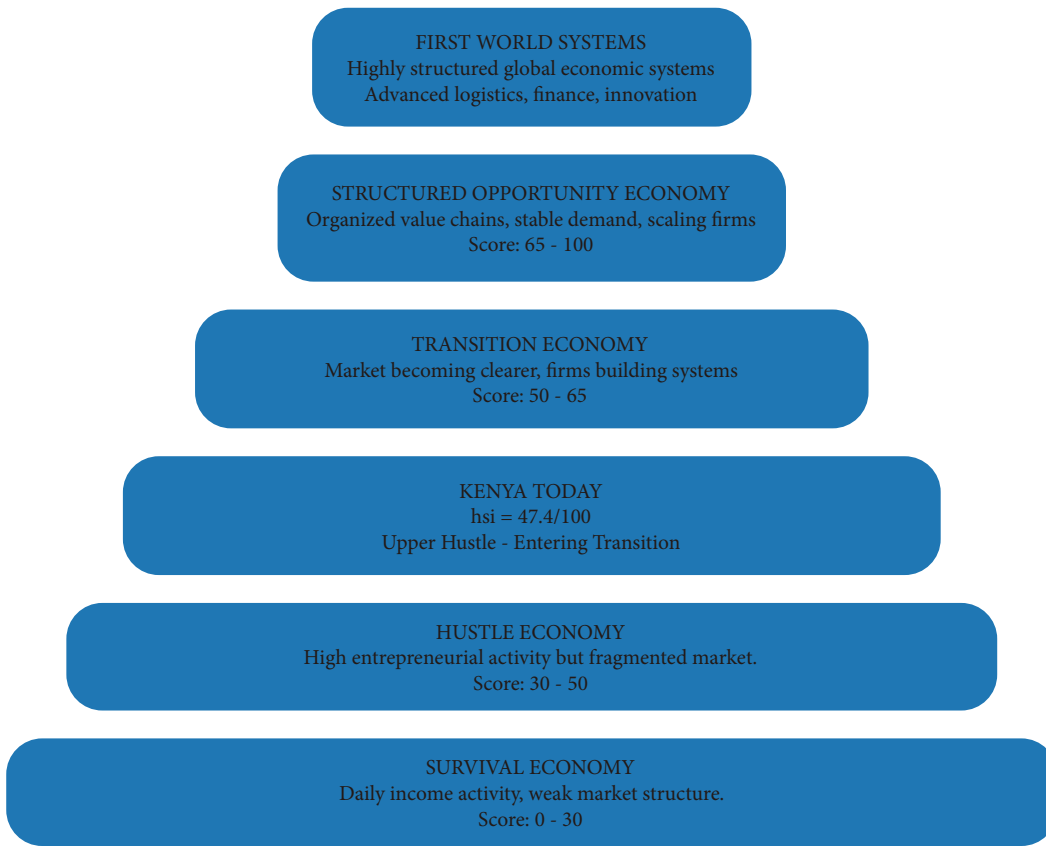 FIRST WORLD SYSTEMS
Highly structured global economic systems
Advanced logistics, finance, innovation
STRUCTURED OPPORTUNITY ECONOMY
Organized value chains, stable demand, scaling firms
Score: 65 - 100
TRANSITION ECONOMY
Market becoming clearer, firms building systems
Score: 50 - 65
KENYA TODAY
hsi = 47.4/100
Upper Hustle - Entering Transition
HUSTLE ECONOMY
High entrepreneurial activity but fragmented market.
Score: 30 - 50
SURVIVAL ECONOMY
Daily income activity, weak market structure.
Score: 0 - 30